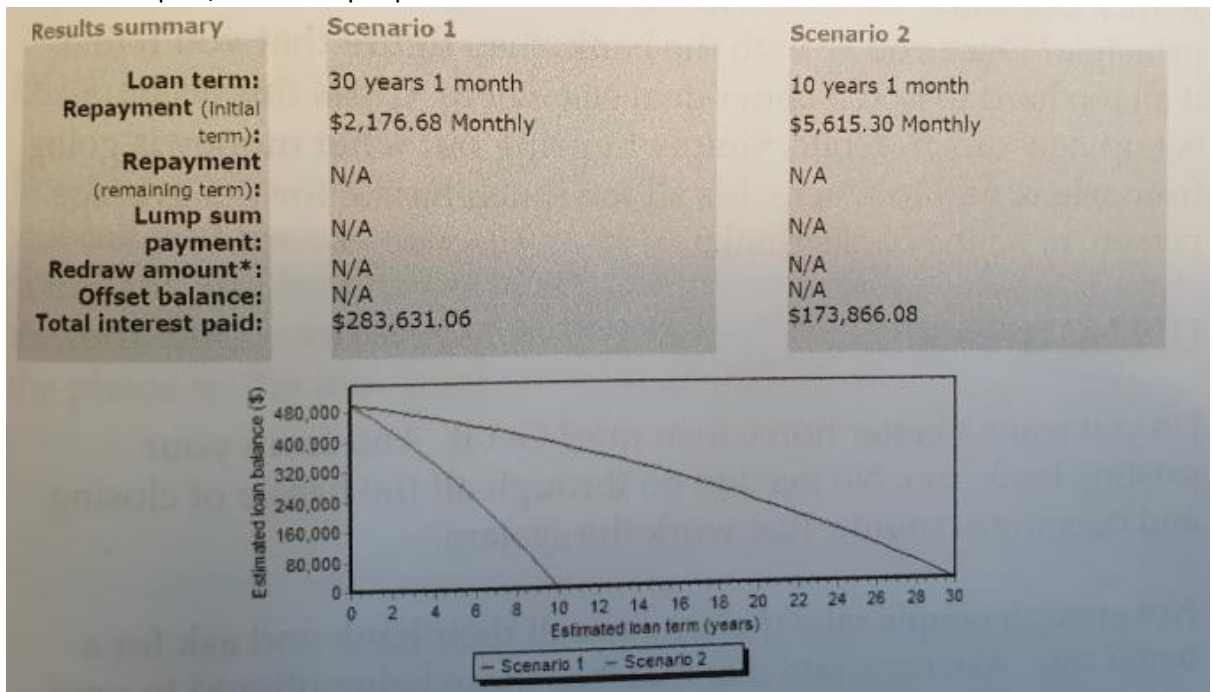 Results summary Scenario 1 Scenario 2
Loan term: 30 years 1 month 10 years 1 month
Repayment (initial term): $2,176.68 Monthly $5,615.30 Monthly
Repayment (remaining term): N/A N/A
Lump sum payment: N/A N/A
Redraw amount*: N/A N/A
Offset balance: N/A N/A
Total interest paid: $283,631.06 $173,866.08
Estimated loan balance ($)
480,000
400,000
320,000
240,000
160,000
80,000
0
0 2 4 6 8 10 12 14 16 18 20 22 24 26 28 30
Estimated loan term (years)
— Scenario 1 — Scenario 2